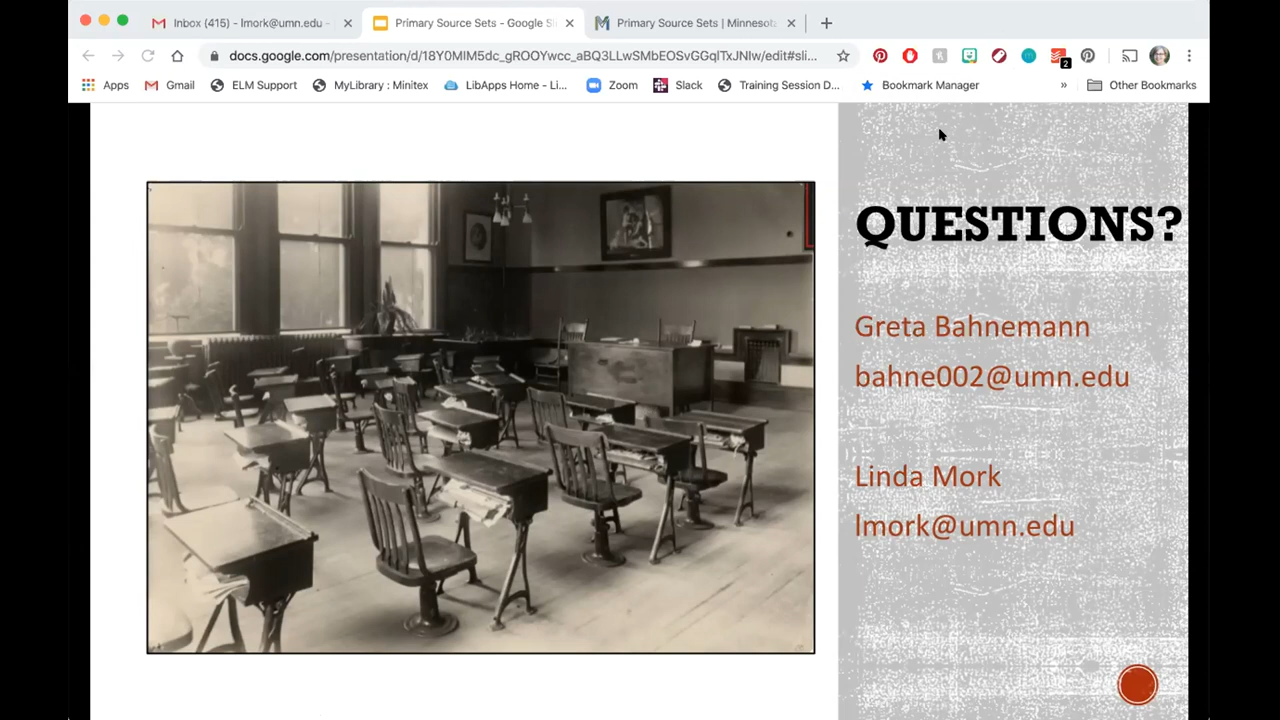 Inbox (415) - lmork@umn.edu -
Primary Source Sets - Google Sl
Primary Source Sets | Minnesota
docs.google.com/presentation/d/18Y0MlM5dc_gROOYwcc_aBQ3LLwSMbEOSvGGqlTxJNIw/edit#sli...
2
Apps
Gmail
ELM Support
MyLibrary : Minitex
LibApps Home - Li...
Zoom
Slack
Training Session D...
Bookmark Manager
»
Other Bookmarks
QUESTIONS?
Greta Bahnemann
bahne002@umn.edu
Linda Mork
lmork@umn.edu